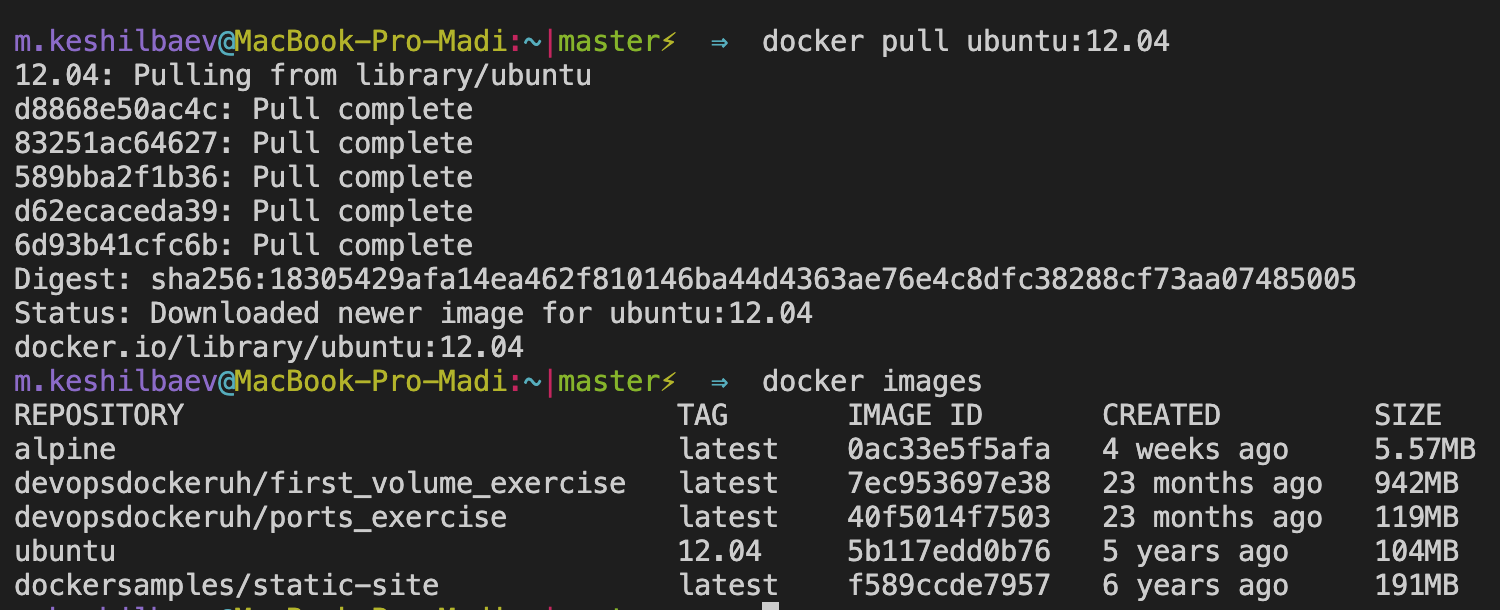 m.keshilbaev@MacBook-Pro-Madi:~|master⚡ ⇒ docker pull ubuntu:12.04
12.04: Pulling from library/ubuntu
d8868e50ac4c: Pull complete
83251ac64627: Pull complete
589bba2f1b36: Pull complete
d62ecaceda39: Pull complete
6d93b41cfc6b: Pull complete
Digest: sha256:18305429afa14ea462f810146ba44d4363ae76e4c8dfc38288cf73aa07485005
Status: Downloaded newer image for ubuntu:12.04
docker.io/library/ubuntu:12.04
m.keshilbaev@MacBook-Pro-Madi:~|master⚡ ⇒ docker images
REPOSITORY TAG IMAGE ID CREATED SIZE
alpine latest 0ac33e5f5afa 4 weeks ago 5.57MB
devopsdockeruh/first_volume_exercise latest 7ec953697e38 23 months ago 942MB
devopsdockeruh/ports_exercise latest 40f5014f7503 23 months ago 119MB
ubuntu 12.04 5b117edd0b76 5 years ago 104MB
dockersamples/static-site latest f589ccde7957 6 years ago 191MB